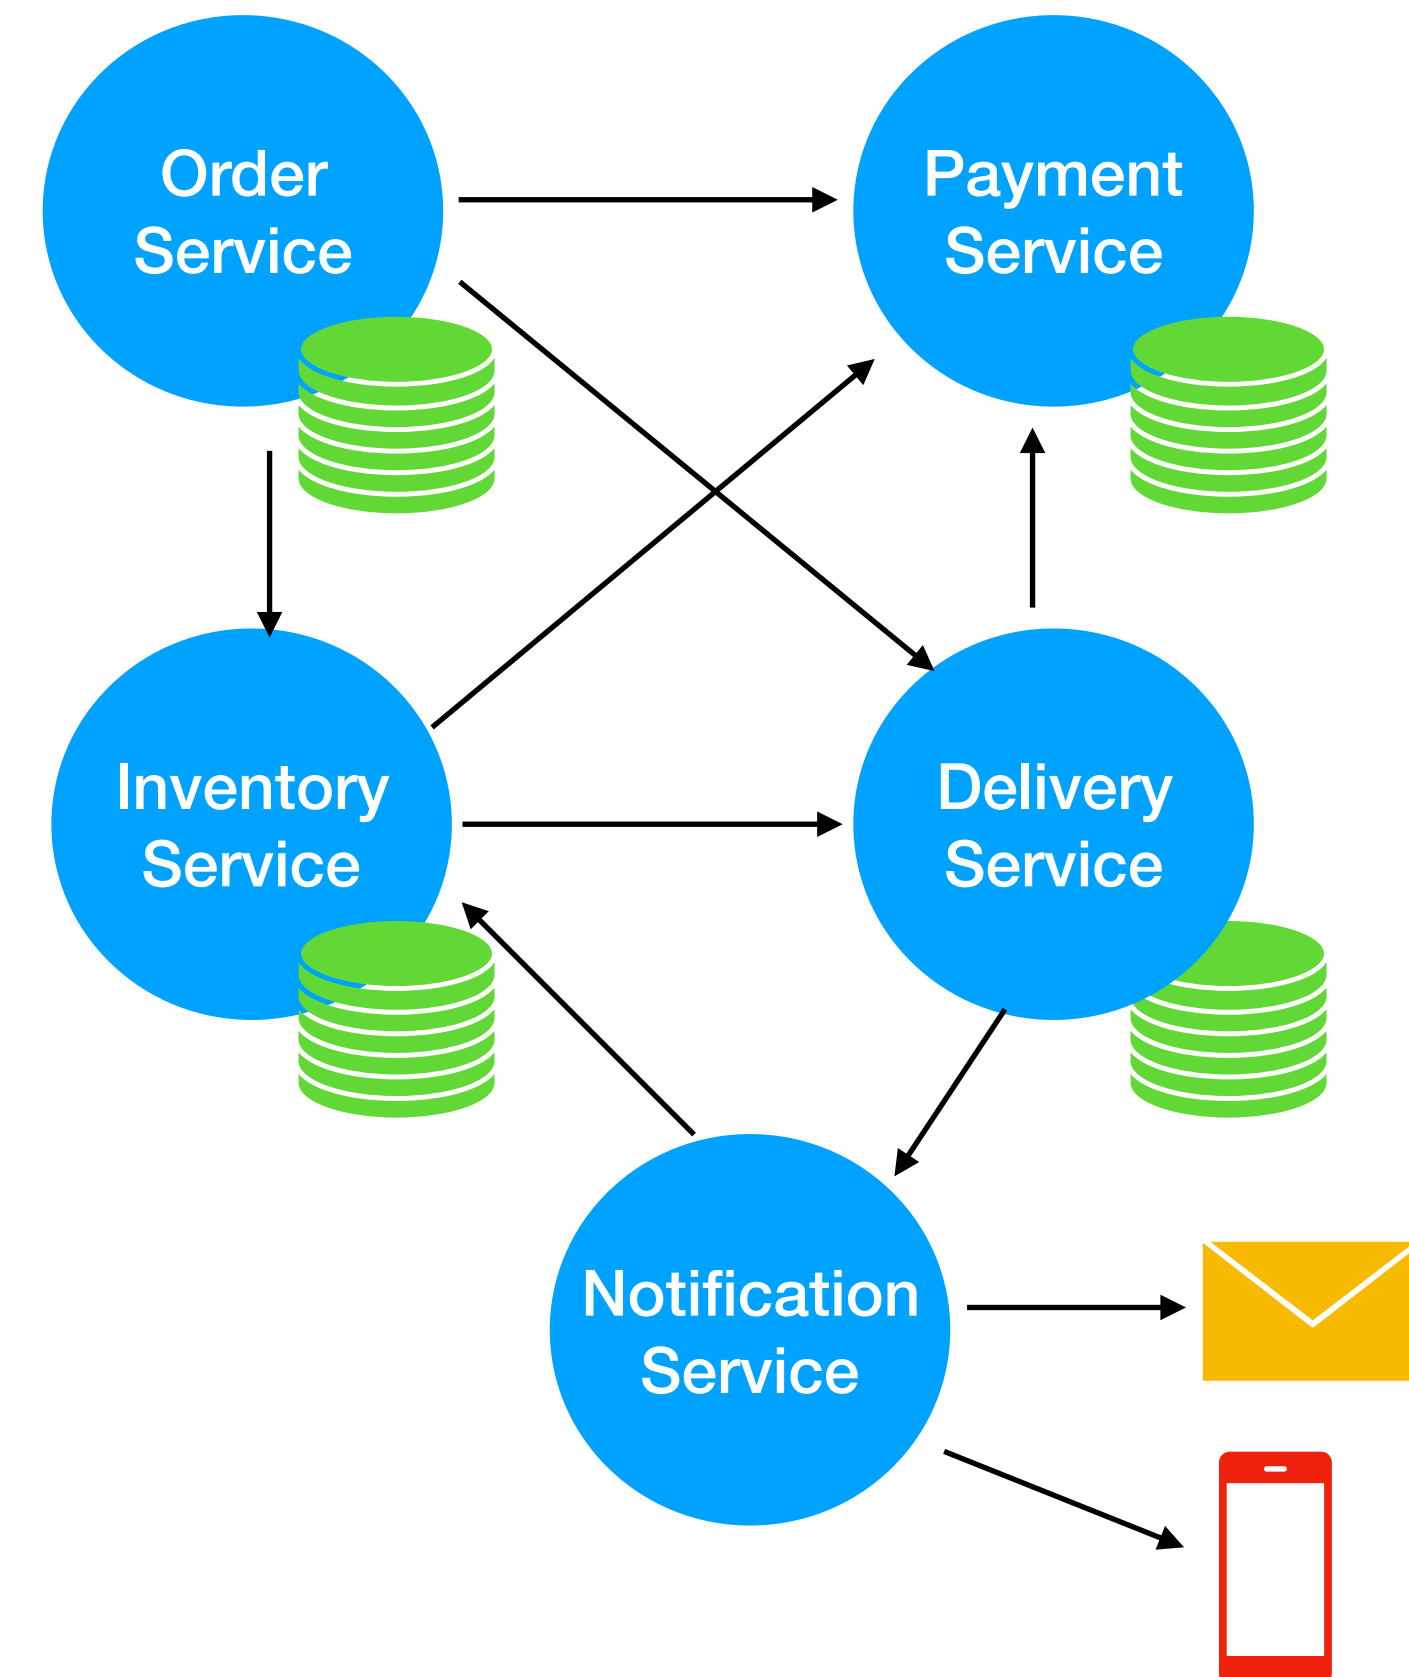 Order
Service
Payment
Service
Inventory
Service
Delivery
Service
Notification
Service